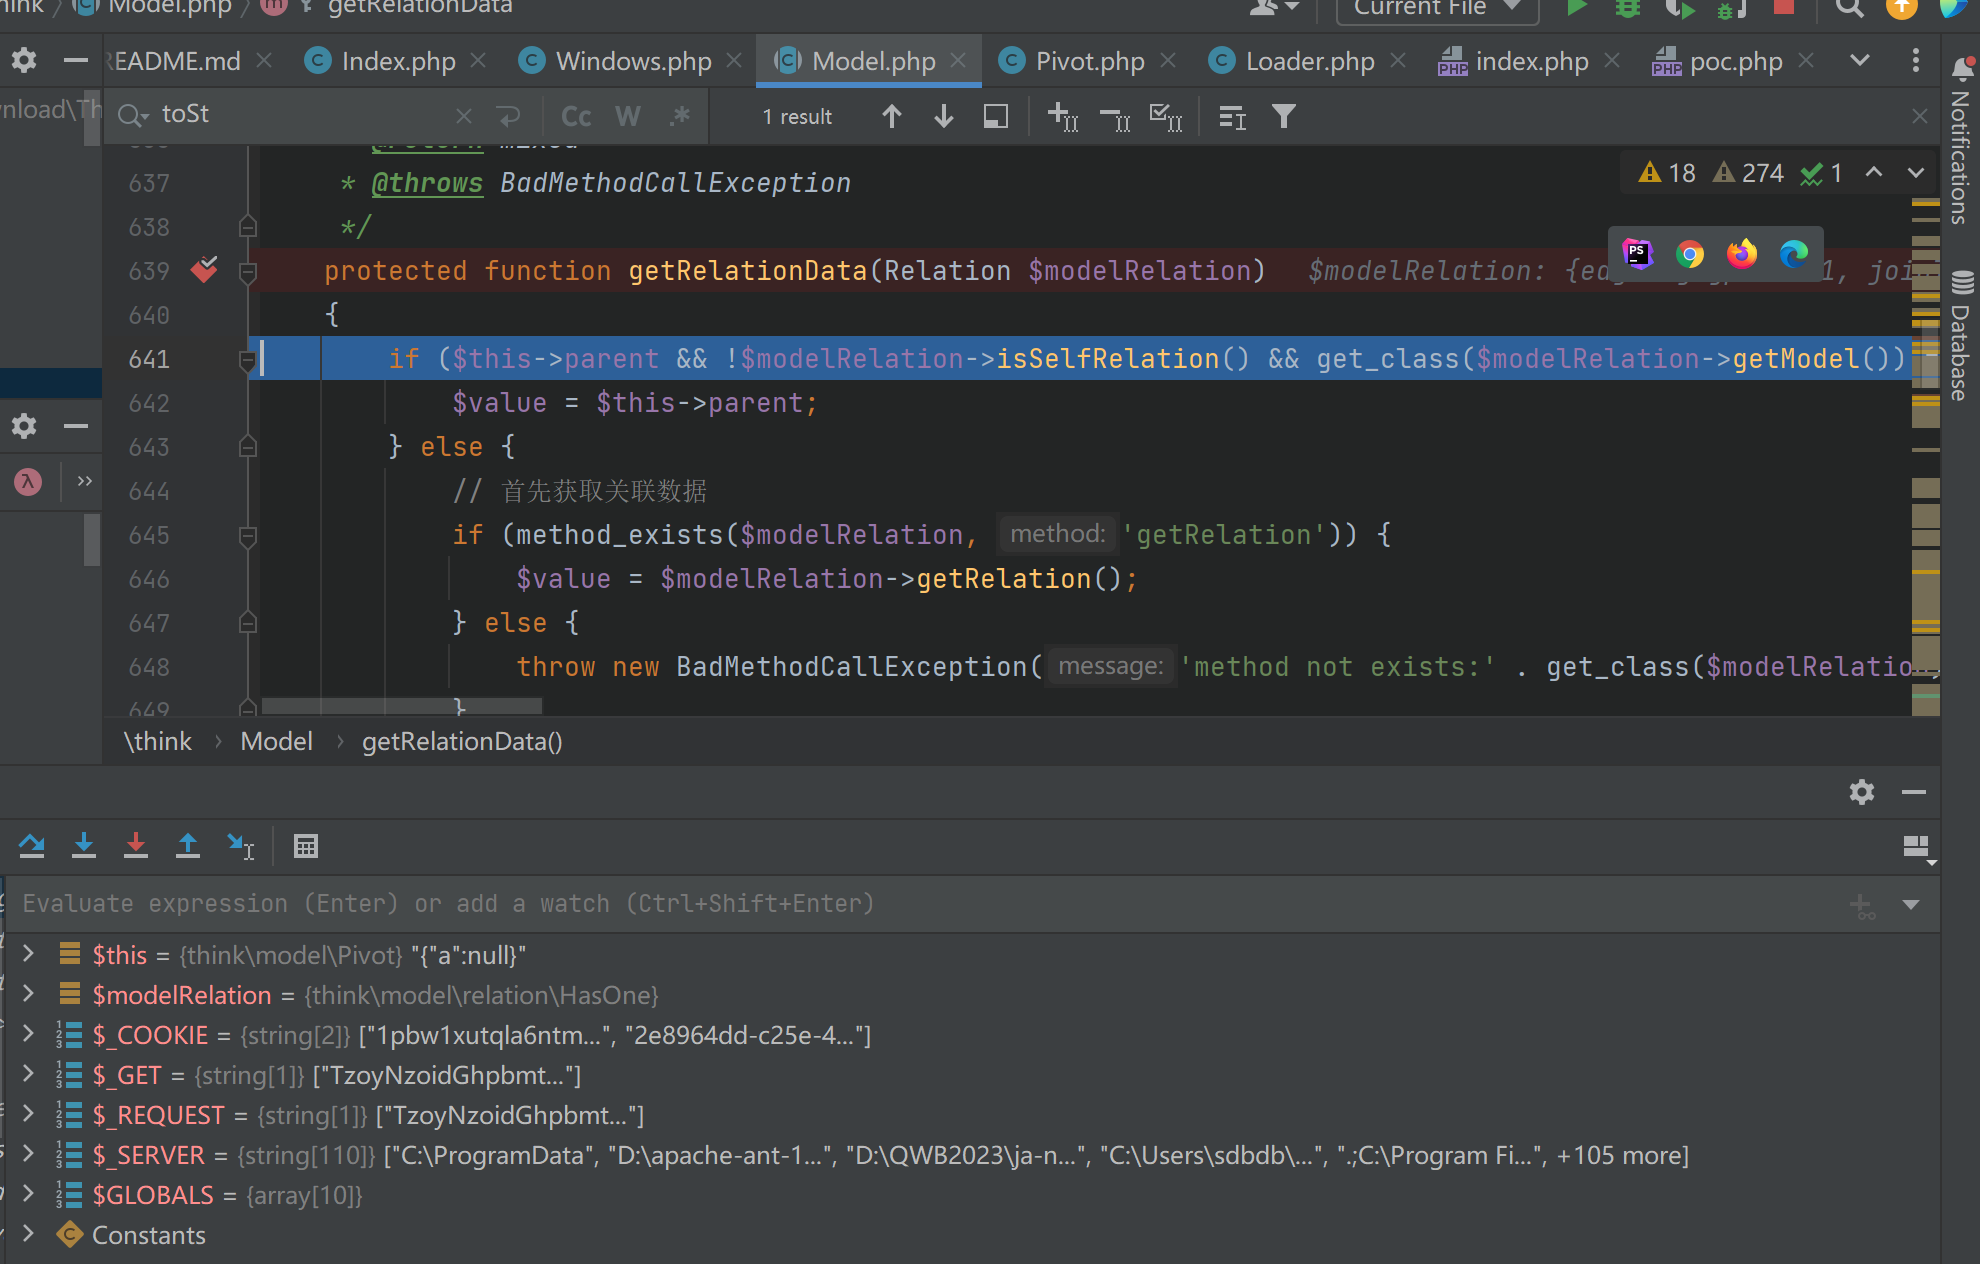 Model.php getRelationData
Current File
README.md Index.php Windows.php Model.php Pivot.php Loader.php index.php poc.php
toSt Cc W .* 1 result
nload\Th
mixed
637 * @throws BadMethodCallException
18 274 1
638 */
639 protected function getRelationData(Relation $modelRelation) $modelRelation: {ed 1, joi
640 {
641 if ($this->parent && !$modelRelation->isSelfRelation() && get_class($modelRelation->getModel())
642 $value = $this->parent;
643 } else {
644 // 首先获取关联数据
645 if (method_exists($modelRelation, method: 'getRelation')) {
646 $value = $modelRelation->getRelation();
647 } else {
648 throw new BadMethodCallException( message: 'method not exists:' . get_class($modelRelation
649 }
\think › Model › getRelationData()
Notifications
Database
Evaluate expression (Enter) or add a watch (Ctrl+Shift+Enter)
$this = {think\model\Pivot} "{"a":null}"
$modelRelation = {think\model\relation\HasOne}
$_COOKIE = {string[2]} ["1pbw1xutqla6ntm...", "2e8964dd-c25e-4..."]
$_GET = {string[1]} ["TzoyNzoidGhpbmt..."]
$_REQUEST = {string[1]} ["TzoyNzoidGhpbmt..."]
$_SERVER = {string[110]} ["C:\ProgramData", "D:\apache-ant-1...", "D:\QWB2023\ja-n...", "C:\Users\sdbdb\...", ".;C:\Program Fi...", +105 more]
$GLOBALS = {array[10]}
Constants